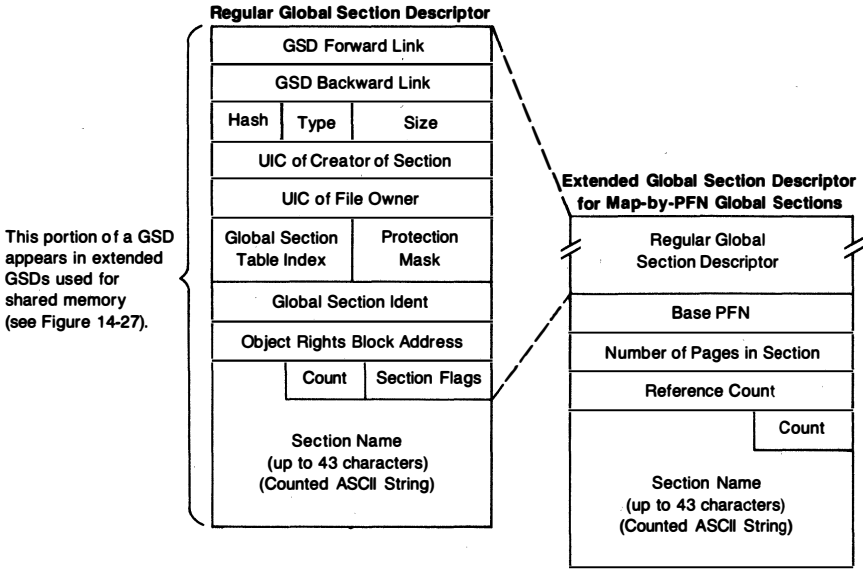 Regular Global Section Descriptor
GSD Forward Link
GSD Backward Link
Hash Type Size
UIC of Creator of Section
UIC of File Owner
Global Section
Table Index
Protection
Mask
Global Section Ident
Object Rights Block Address
Count Section Flags
Section Name
(up to 43 characters)
(Counted ASCII String)
This portion of a GSD
appears in extended
GSDs used for
shared memory
(see Figure 14-27).
Extended Global Section Descriptor
for Map-by-PFN Global Sections
Regular Global
Section Descriptor
Base PFN
Number of Pages in Section
Reference Count
Count
Section Name
(up to 43 characters)
(Counted ASCII String)